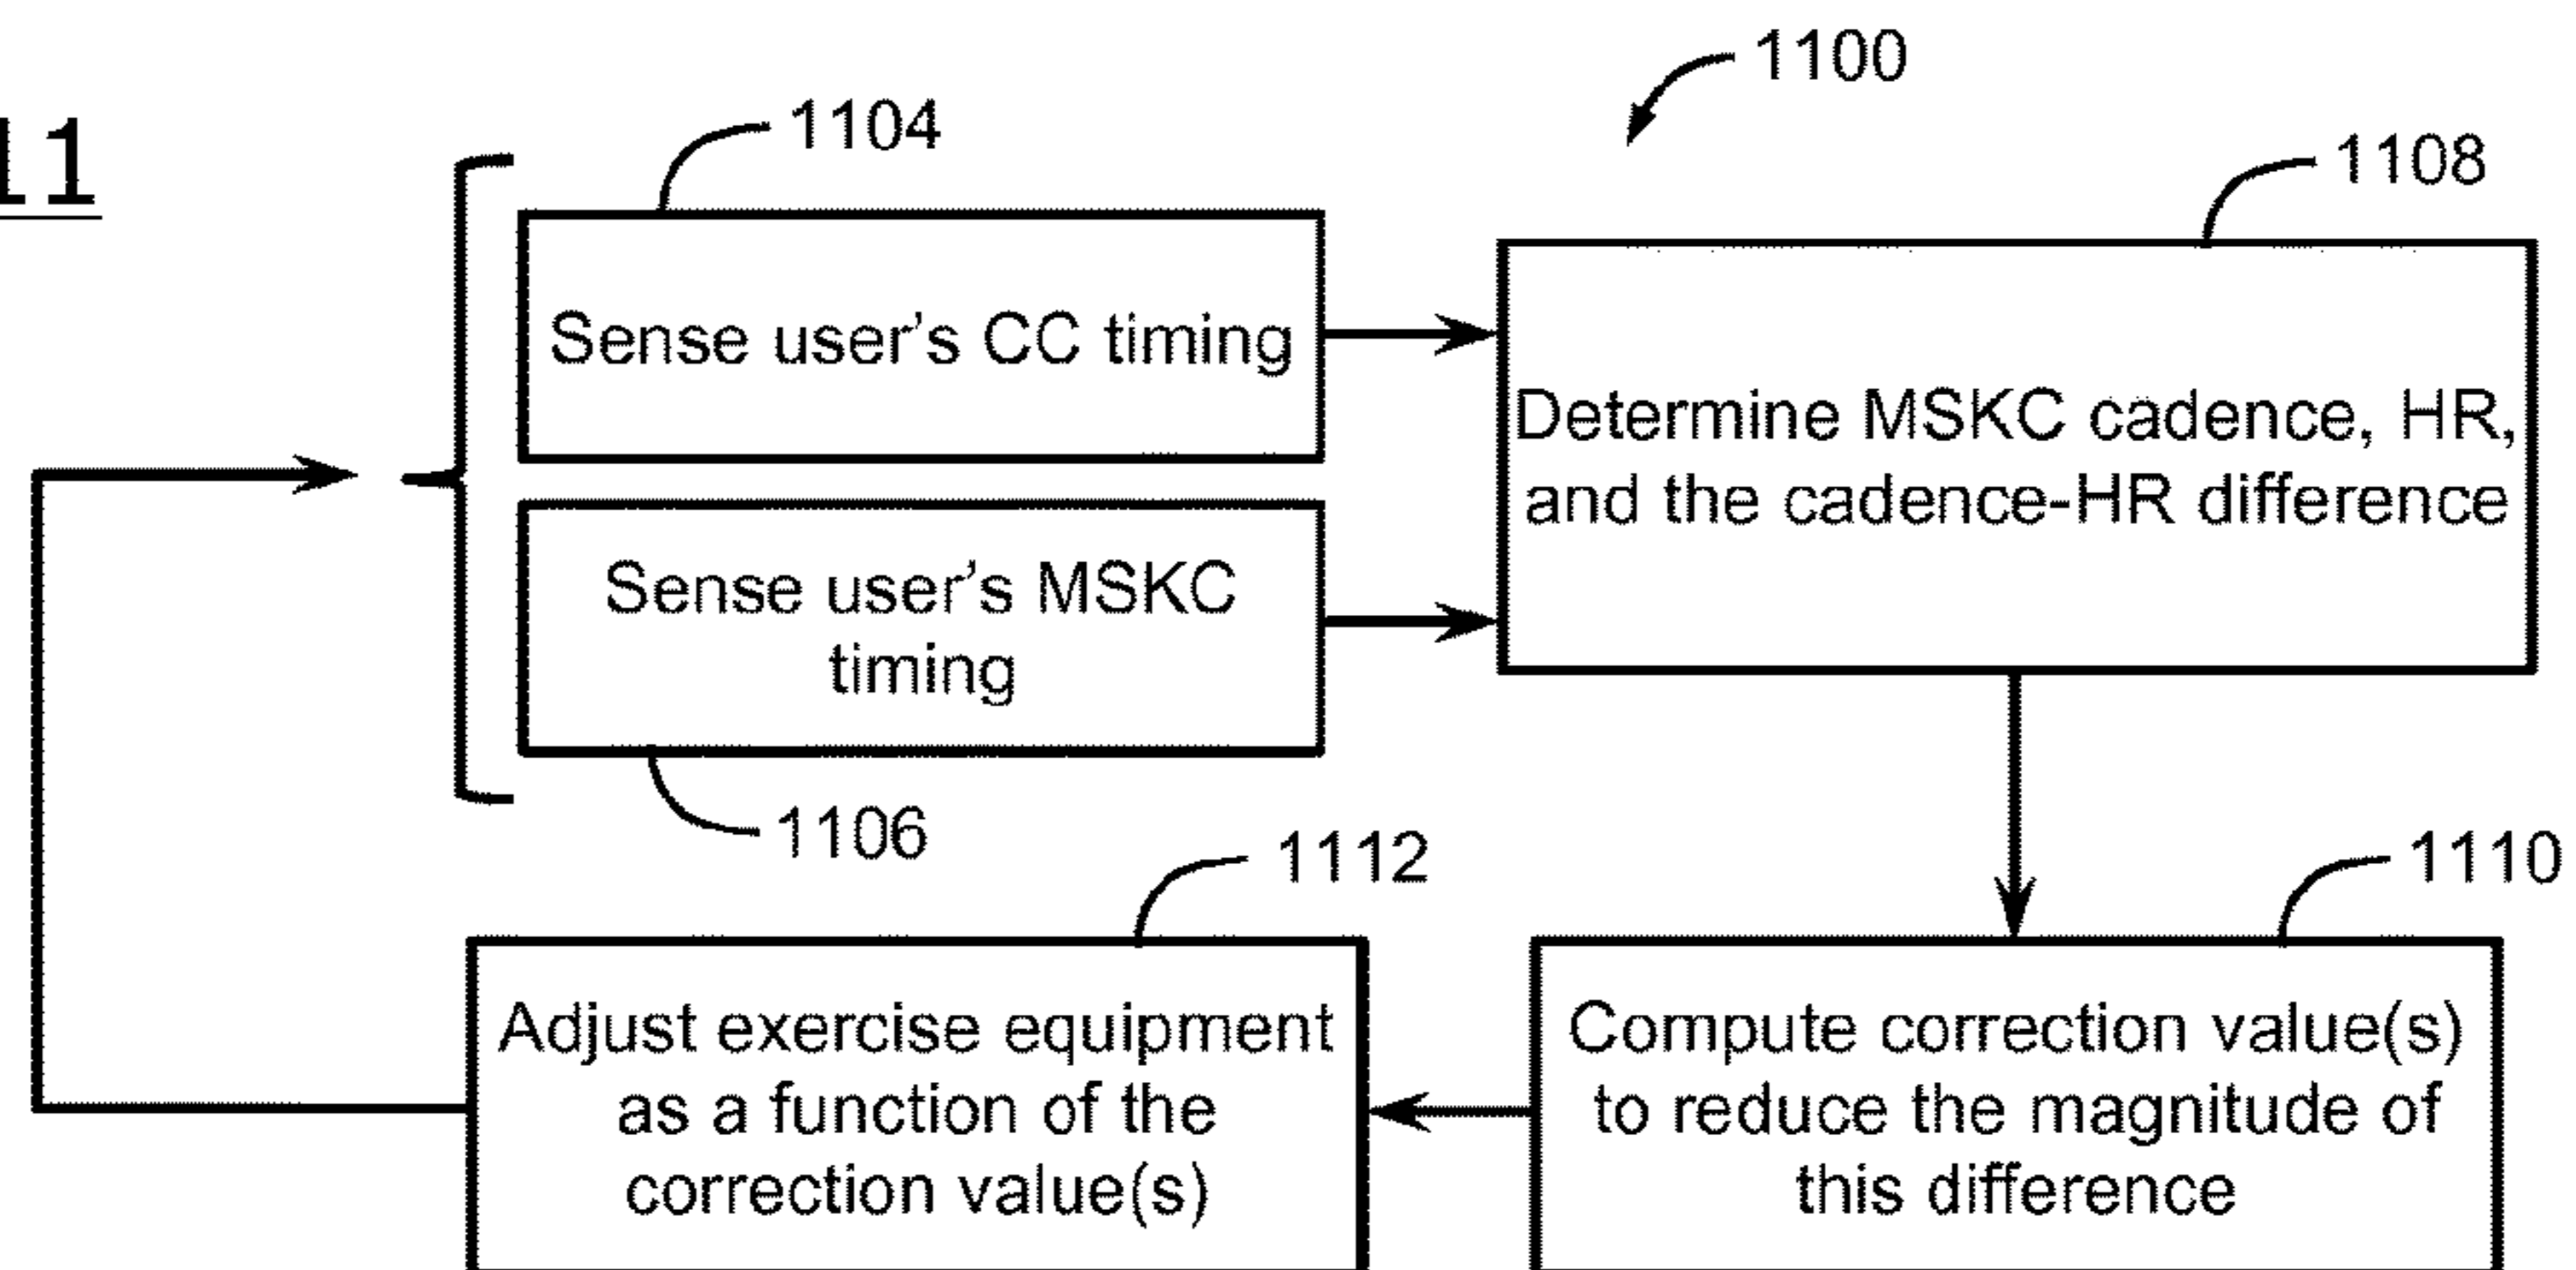 11
1100
1104
1108
Sense user's CC timing
Determine MSKC cadence, HR,
and the cadence-HR difference
Sense user's MSKC
timing
1106
1112
1110
Adjust exercise equipment
as a function of the
correction value(s)
Compute correction value(s)
to reduce the magnitude of
this difference